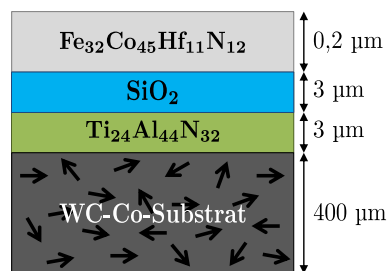 Fe₃₂Co₄₅Hf₁₁N₁₂ 0,2 µm
SiO₂ 3 µm
Ti₂₄Al₄₄N₃₂ 3 µm
WC-Co-Substrat 400 µm